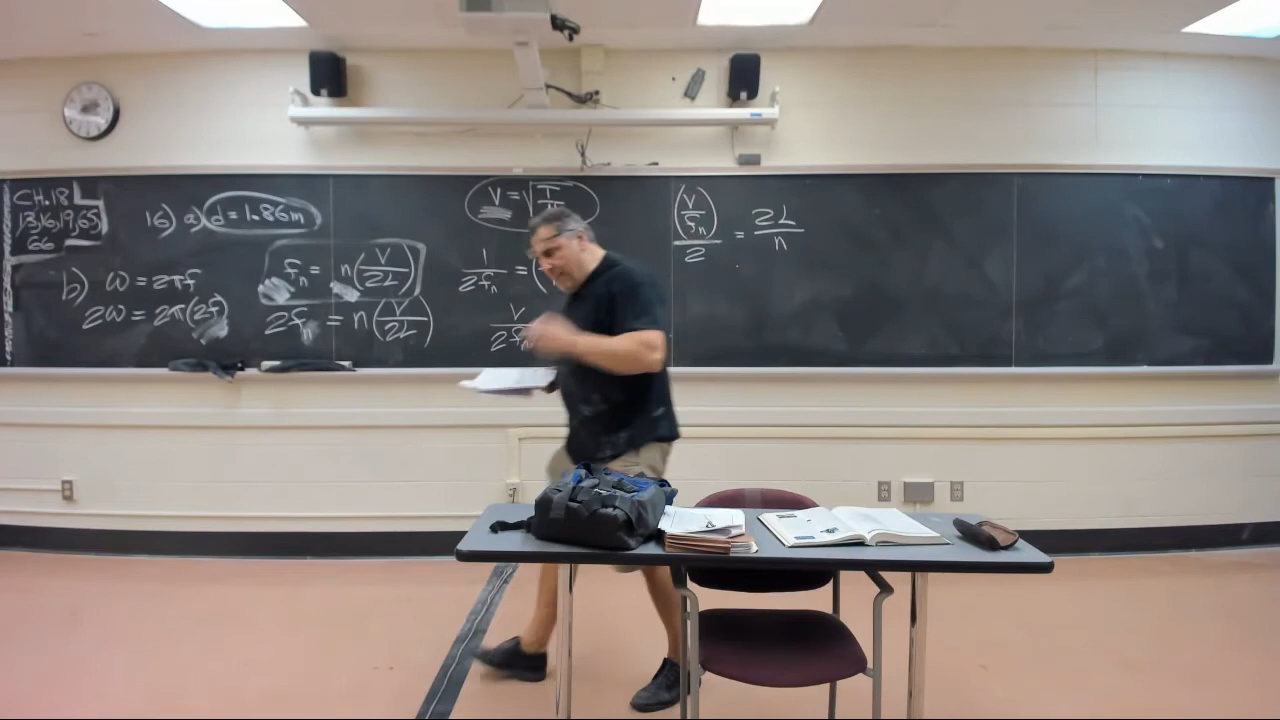 CH.18
13,16,19,65,
66
16) a) d = 1.86m
b) ω = 2πf
2ω = 2π(2f)
fn = n(V/2L)
2fn = n(V/2L)
V = √T
1/2fn = (
V/2fn
(V/fn)/2 = 2L/n